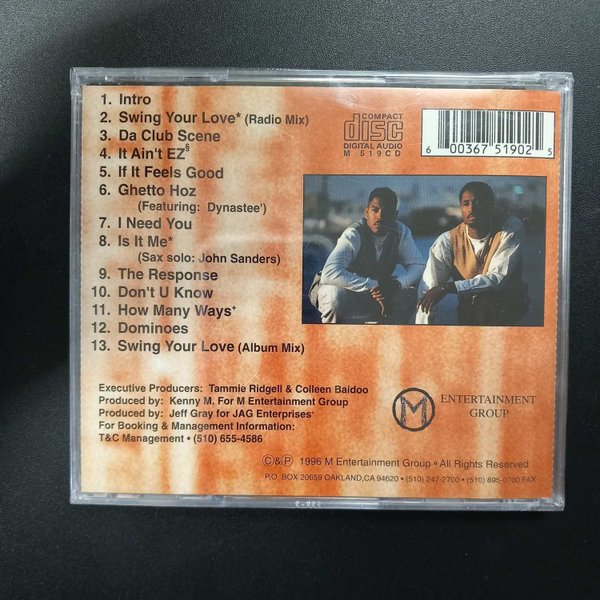 1. Intro
2. Swing Your Love* (Radio Mix)
3. Da Club Scene
4. It Ain't EZ§
5. If It Feels Good
6. Ghetto Hoz
(Featuring: Dynastee')
7. I Need You
8. Is It Me*
(Sax solo: John Sanders)
9. The Response
10. Don't U Know
11. How Many Ways+
12. Dominoes
13. Swing Your Love (Album Mix)
COMPACT
disc
DIGITAL AUDIO
M 519CD
6 00367 51902 5
Executive Producers: Tammie Ridgell & Colleen Baidoo
Produced by: Kenny M. For M Entertainment Group
Produced by: Jeff Gray for JAG Enterprises*
For Booking & Management Information:
T&C Management • (510) 655-4586
M ENTERTAINMENT
GROUP
©&℗ 1996 M Entertainment Group • All Rights Reserved
P.O. BOX 20659 OAKLAND, CA 94620 • (510) 247-2700 • (510) 895-0700 FAX